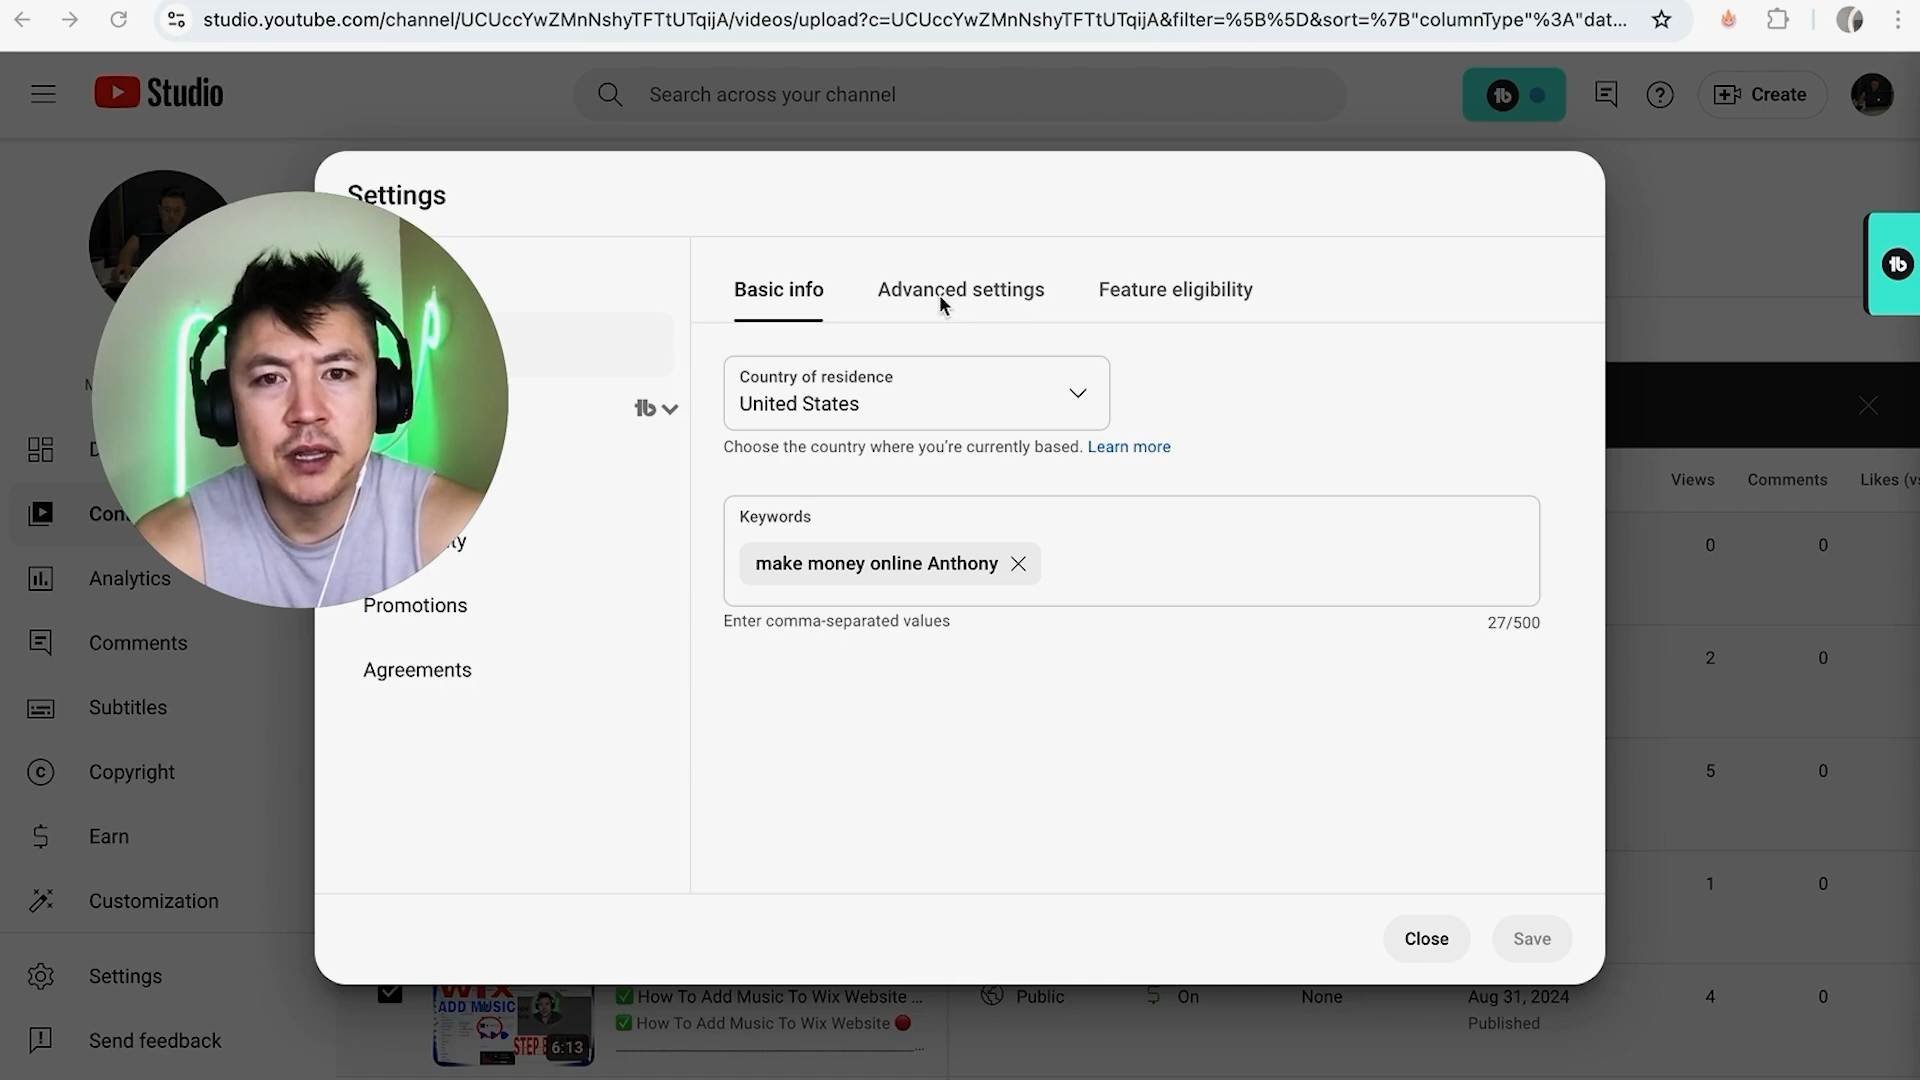 studio.youtube.com/channel/UCUccYwZMnNshyTFTtUTqijA/videos/upload?c=UCUccYwZMnNshyTFTtUTqijA&filter=%5B%5D&sort=%7B"columnType"%3A"dat...
Studio
Search across your channel
Create
Settings
Basic info
Advanced settings
Feature eligibility
Country of residence
United States
Choose the country where you're currently based. Learn more
Keywords
make money online Anthony
Enter comma-separated values
27/500
Promotions
Agreements
Close
Save
Analytics
Comments
Subtitles
Copyright
Earn
Customization
Settings
Send feedback
Views
Comments
Likes (vs
0
0
2
0
5
0
1
0
WIX
ADD MUSIC
STEP
6:13
How To Add Music To Wix Website ...
How To Add Music To Wix Website
Public
On
None
Aug 31, 2024
Published
4
0